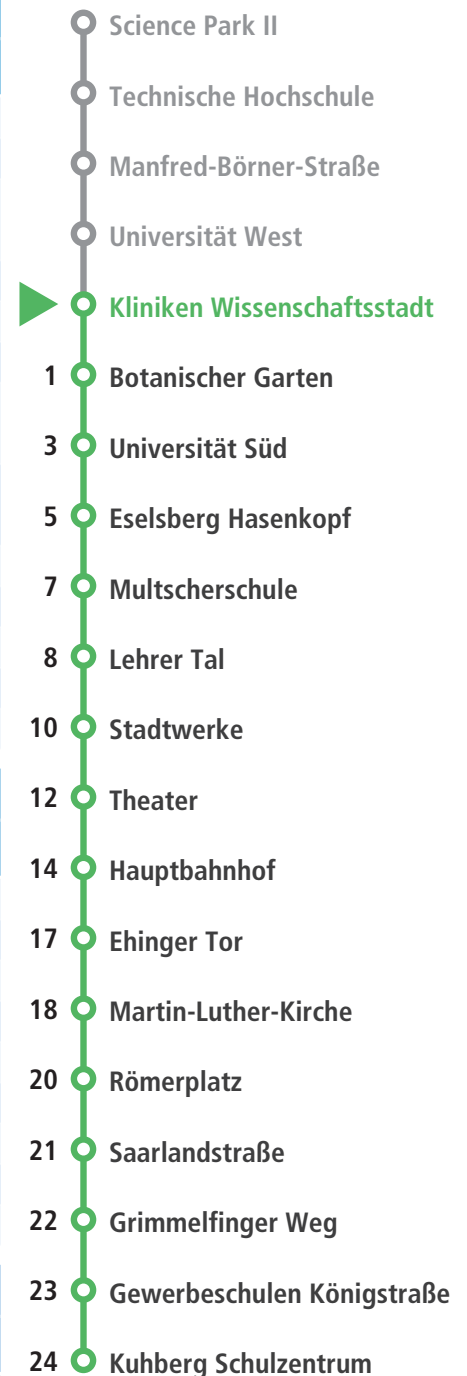 Science Park II
Technische Hochschule
Manfred-Börner-Straße
Universität West
Kliniken Wissenschaftsstadt
1 Botanischer Garten
3 Universität Süd
5 Eselsberg Hasenkopf
7 Multscherschule
8 Lehrer Tal
10 Stadtwerke
12 Theater
14 Hauptbahnhof
17 Ehinger Tor
18 Martin-Luther-Kirche
20 Römerplatz
21 Saarlandstraße
22 Grimmelfinger Weg
23 Gewerbeschulen Königstraße
24 Kuhberg Schulzentrum